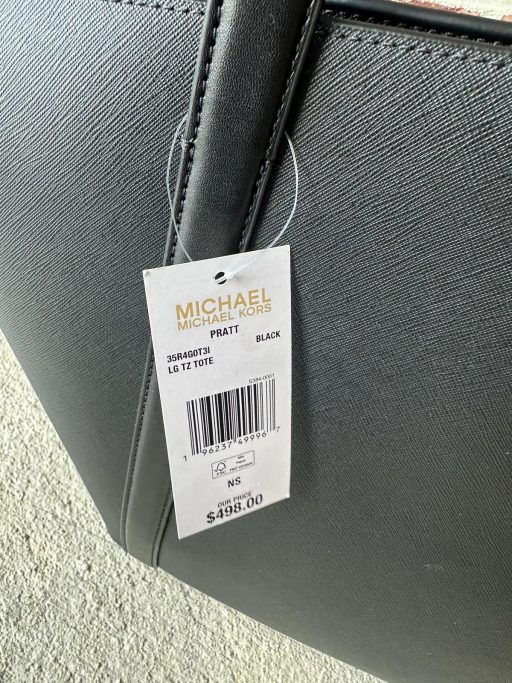 MICHAEL
MICHAEL KORS
PRATT
35R4G0T3I BLACK
LG TZ TOTE
1 96237 49996 7
NS
OUR PRICE
$498.00